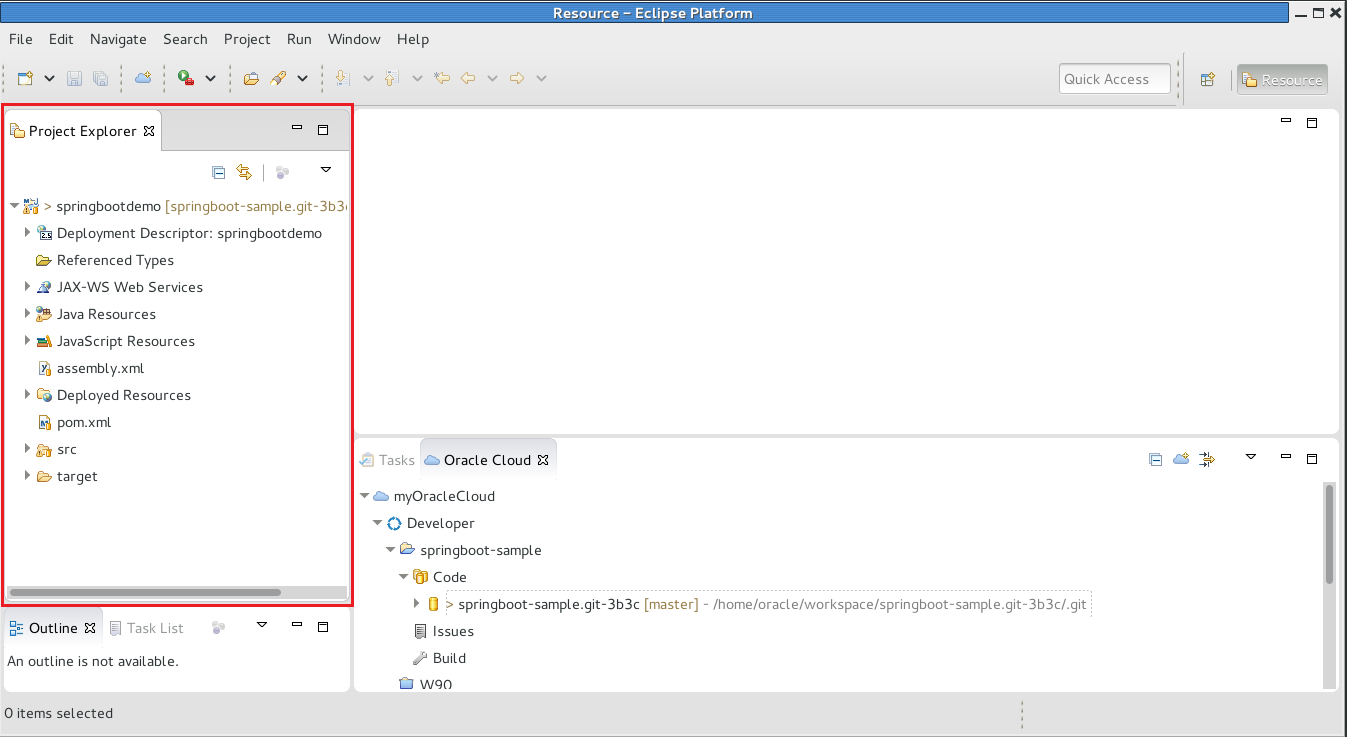 Resource – Eclipse Platform
File Edit Navigate Search Project Run Window Help
Quick Access Resource
Project Explorer
> springbootdemo [springboot-sample.git-3b3
Deployment Descriptor: springbootdemo
Referenced Types
JAX-WS Web Services
Java Resources
JavaScript Resources
assembly.xml
Deployed Resources
pom.xml
src
target
Outline Task List
An outline is not available.
Tasks Oracle Cloud
myOracleCloud
Developer
springboot-sample
Code
> springboot-sample.git-3b3c [master] - /home/oracle/workspace/springboot-sample.git-3b3c/.git
Issues
Build
W90
0 items selected